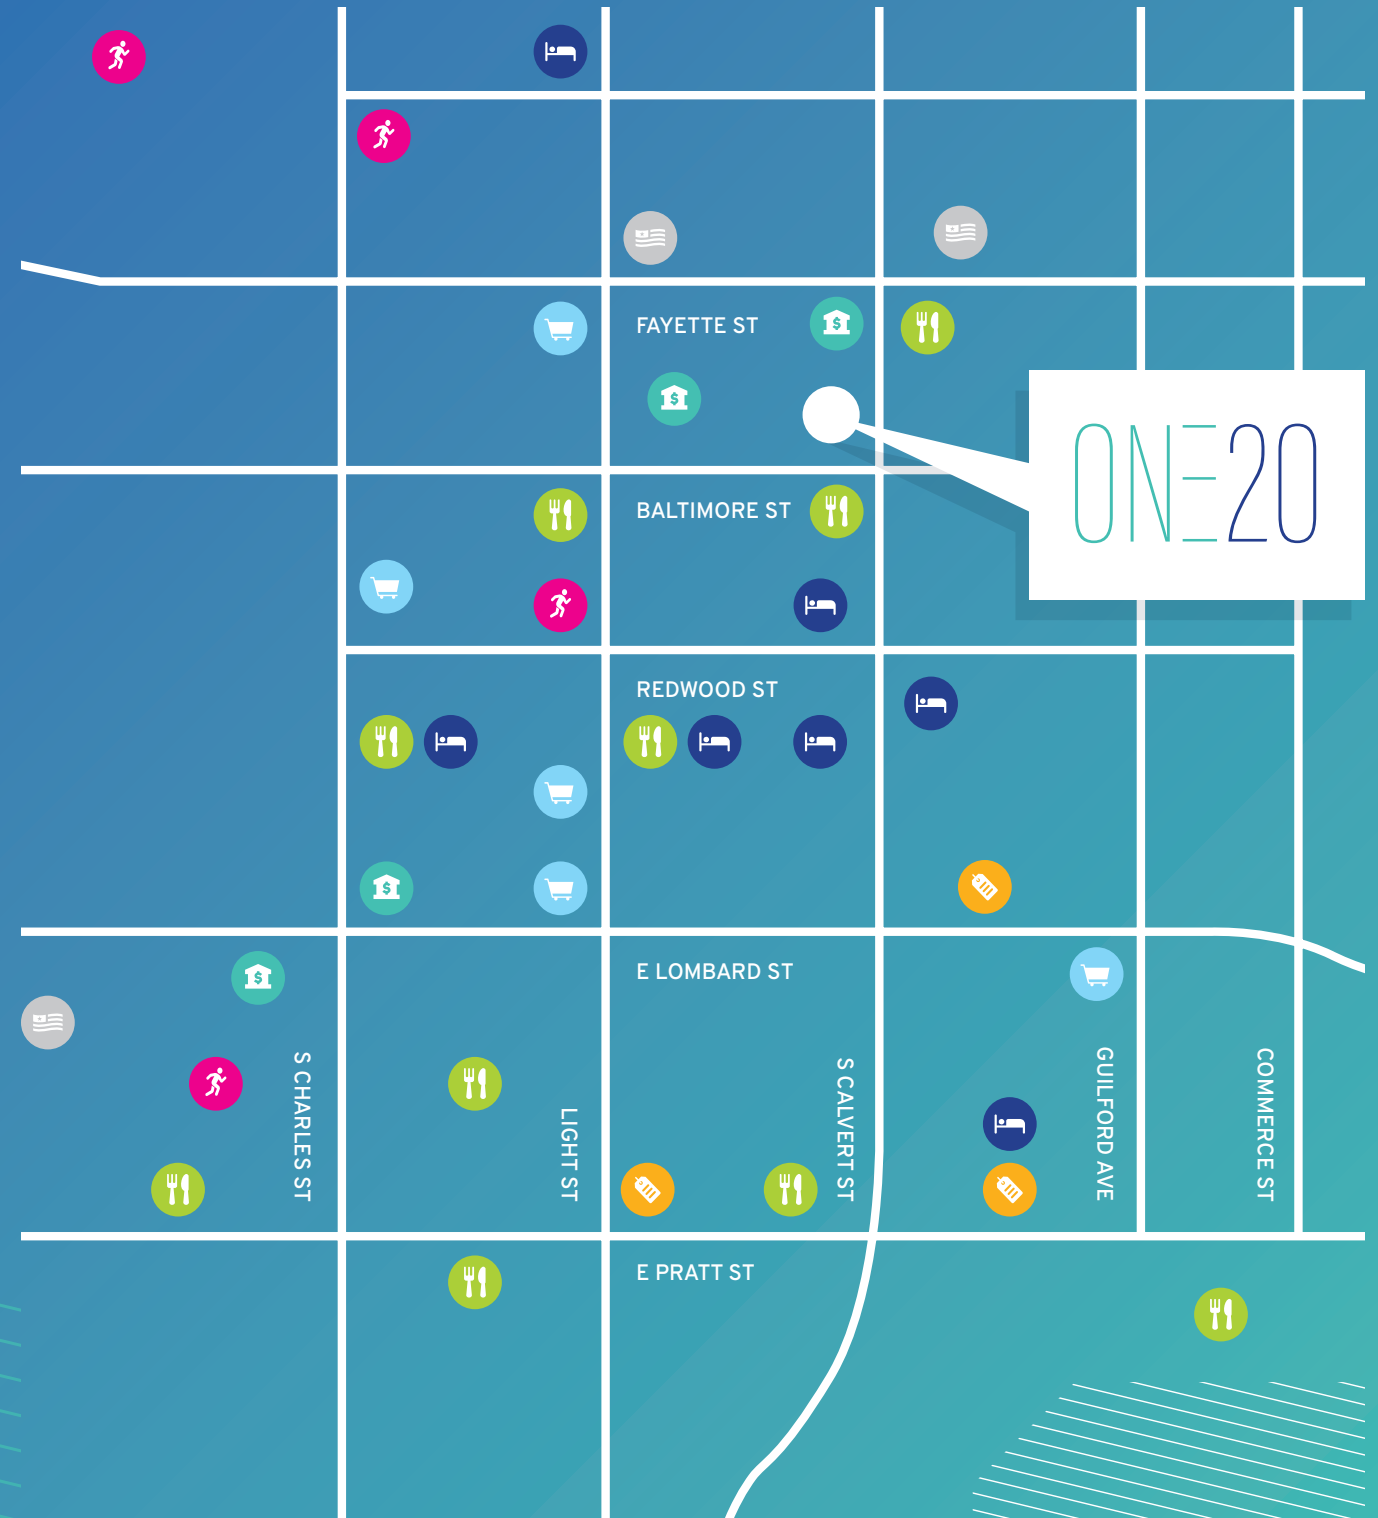 FAYETTE ST
ONE20
BALTIMORE ST
REDWOOD ST
E LOMBARD ST
S CHARLES ST
LIGHT ST
S CALVERT ST
GUILFORD AVE
COMMERCE ST
E PRATT ST